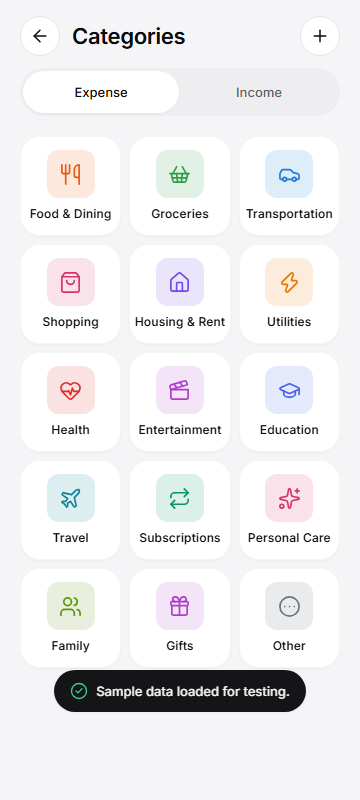 Categories
Expense
Income
Food & Dining
Groceries
Transportation
Shopping
Housing & Rent
Utilities
Health
Entertainment
Education
Travel
Subscriptions
Personal Care
Family
Gifts
Other
Sample data loaded for testing.